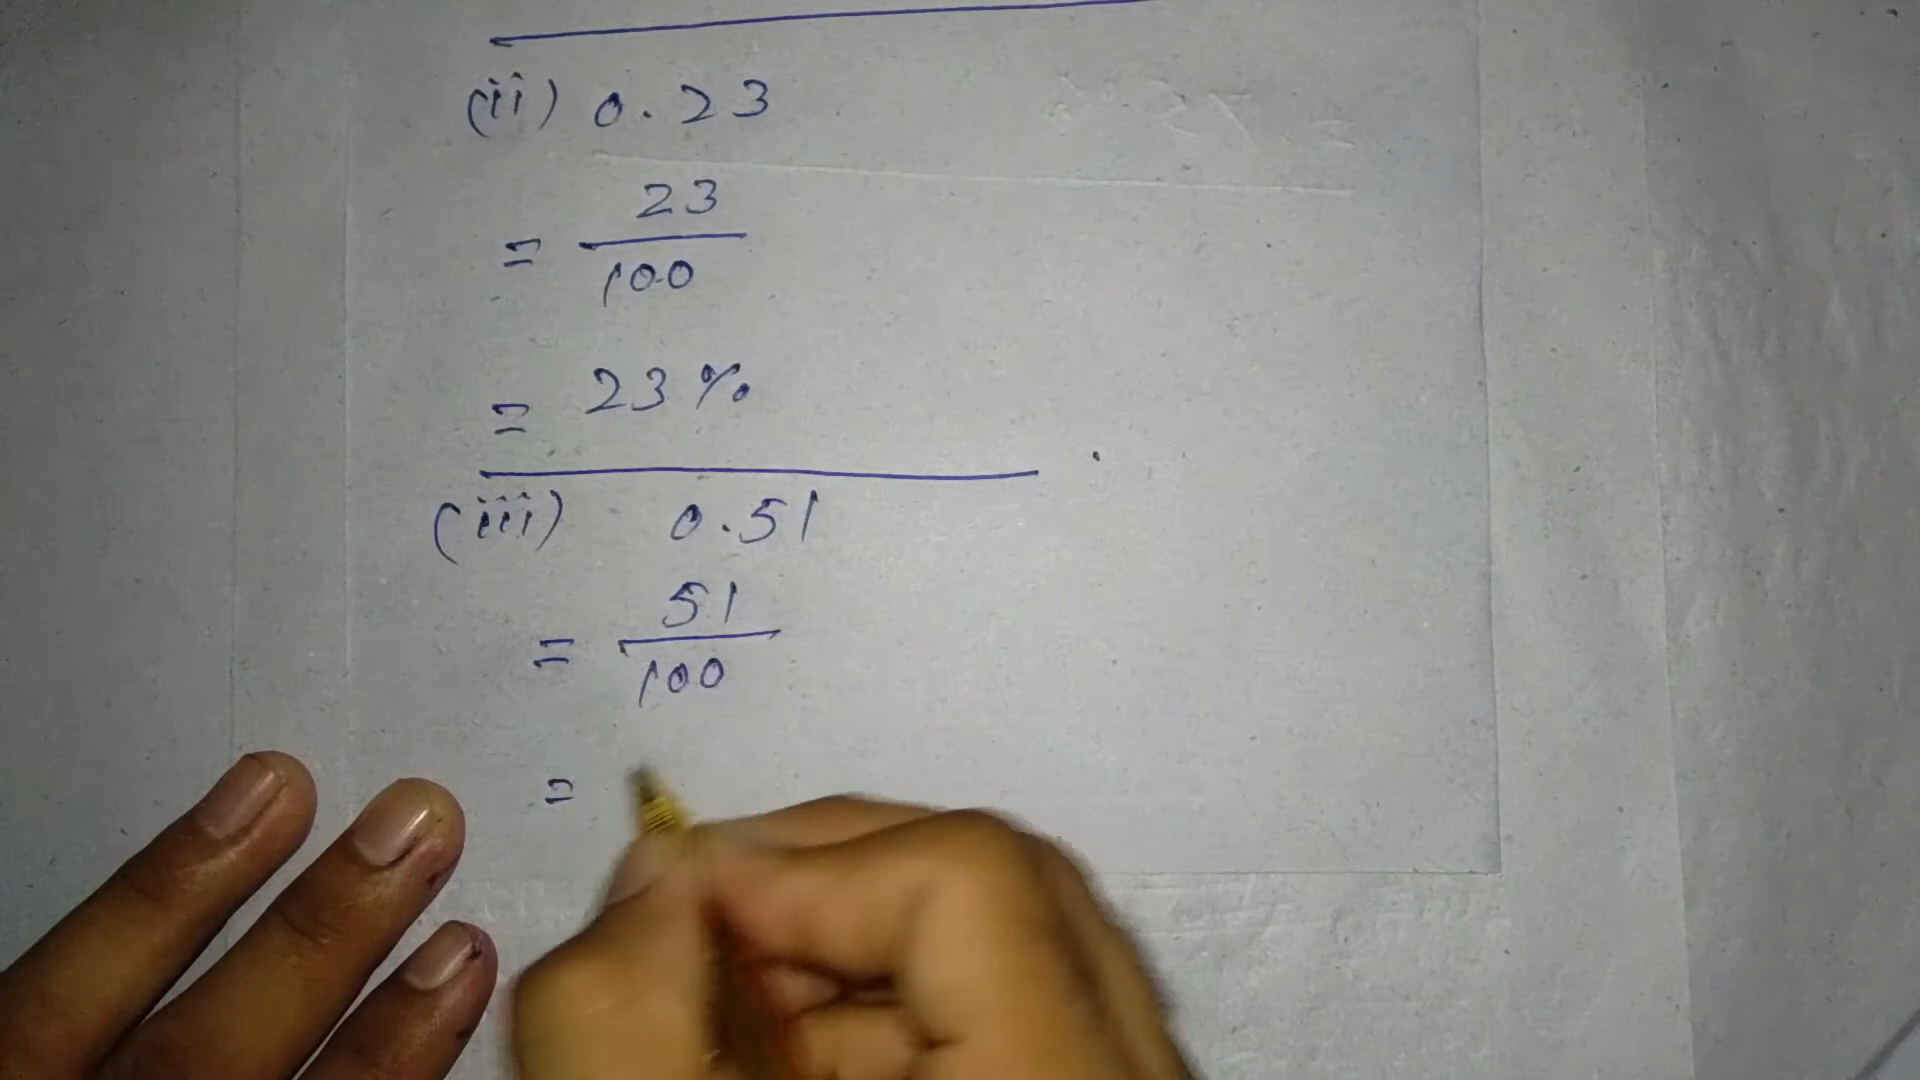 (ii) 0.23
= 23/100
= 23%
(iii) 0.51
= 51/100
=